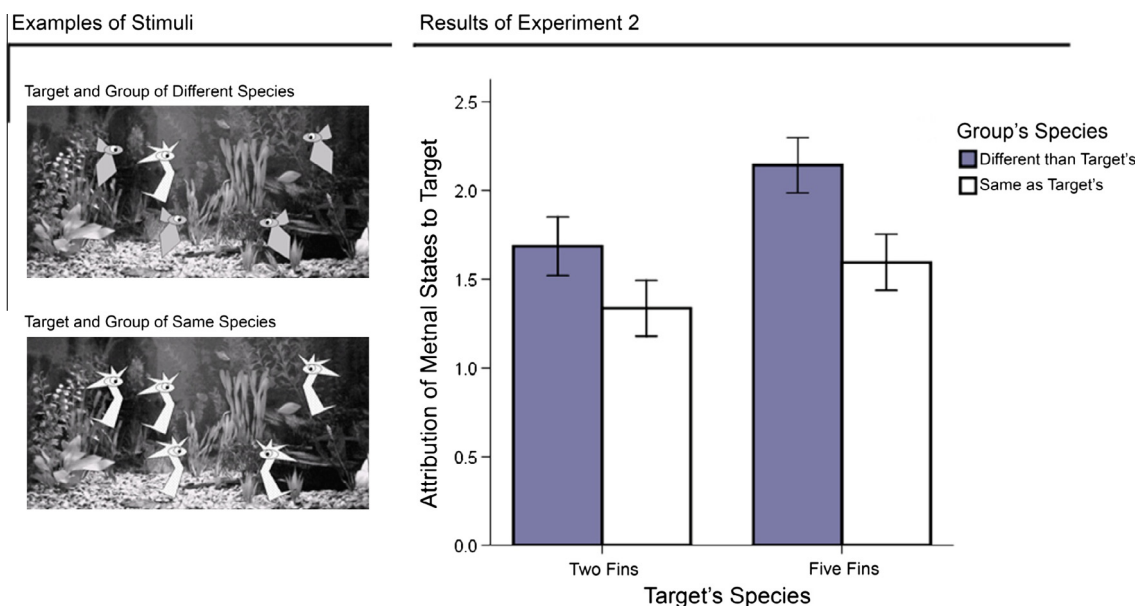 Examples of Stimuli
Target and Group of Different Species
Target and Group of Same Species
Results of Experiment 2
Attribution of Metnal States to Target
2.5
2.0
1.5
1.0
0.5
0.0
Two Fins
Five Fins
Target's Species
Group's Species
Different than Target's
Same as Target's